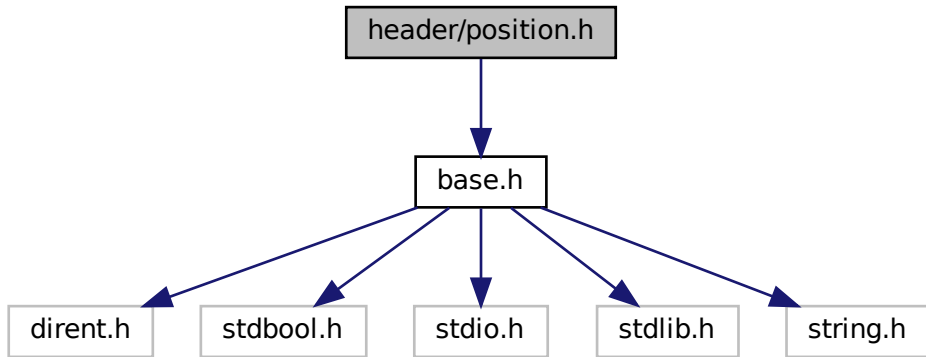 header/position.h
base.h
dirent.h
stdbool.h
stdio.h
stdlib.h
string.h